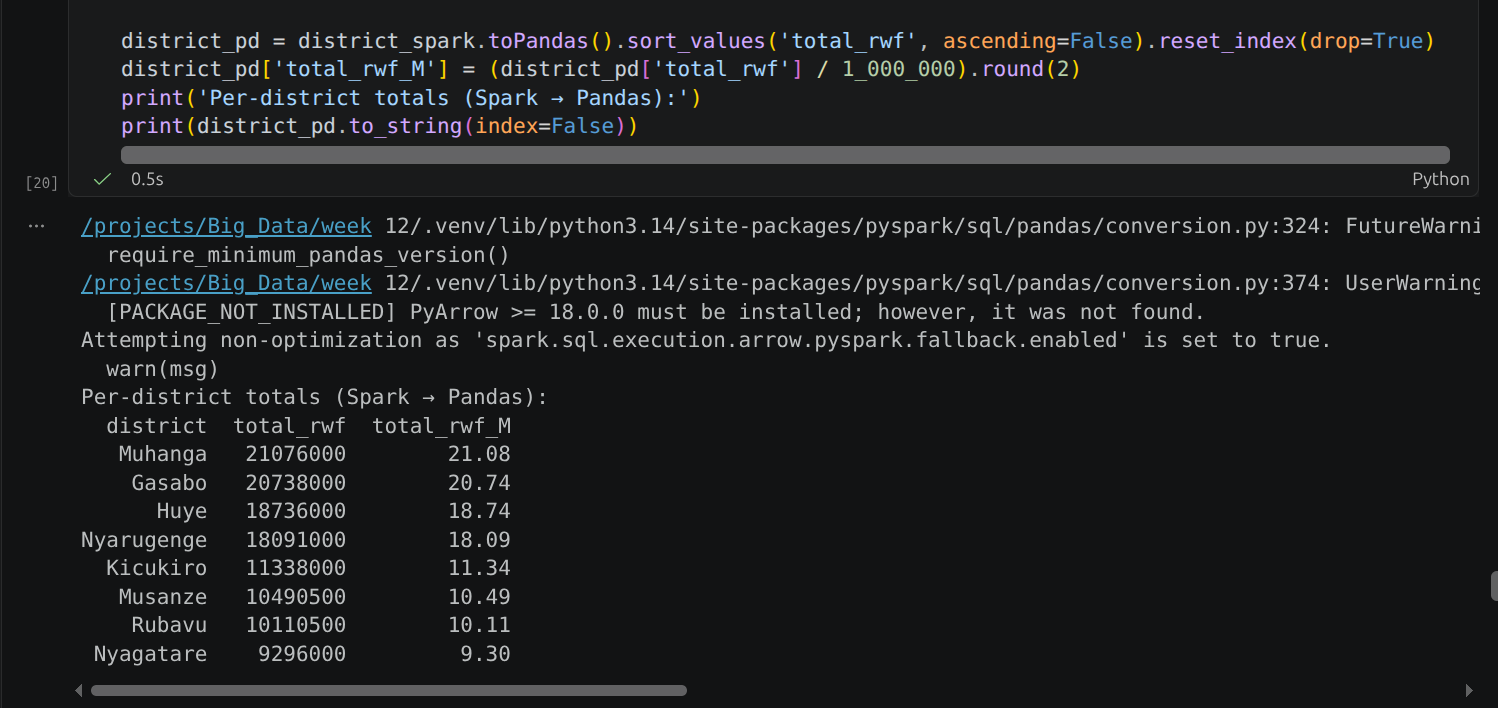 district_pd = district_spark.toPandas().sort_values('total_rwf', ascending=False).reset_index(drop=True)
district_pd['total_rwf_M'] = (district_pd['total_rwf'] / 1_000_000).round(2)
print('Per-district totals (Spark → Pandas):')
print(district_pd.to_string(index=False))
[20]
0.5s
Python
...
/projects/Big_Data/week 12/.venv/lib/python3.14/site-packages/pyspark/sql/pandas/conversion.py:324: FutureWarni
require_minimum_pandas_version()
/projects/Big_Data/week 12/.venv/lib/python3.14/site-packages/pyspark/sql/pandas/conversion.py:374: UserWarning
[PACKAGE_NOT_INSTALLED] PyArrow >= 18.0.0 must be installed; however, it was not found.
Attempting non-optimization as 'spark.sql.execution.arrow.pyspark.fallback.enabled' is set to true.
warn(msg)
Per-district totals (Spark → Pandas):
district total_rwf total_rwf_M
Muhanga 21076000 21.08
Gasabo 20738000 20.74
Huye 18736000 18.74
Nyarugenge 18091000 18.09
Kicukiro 11338000 11.34
Musanze 10490500 10.49
Rubavu 10110500 10.11
Nyagatare 9296000 9.30